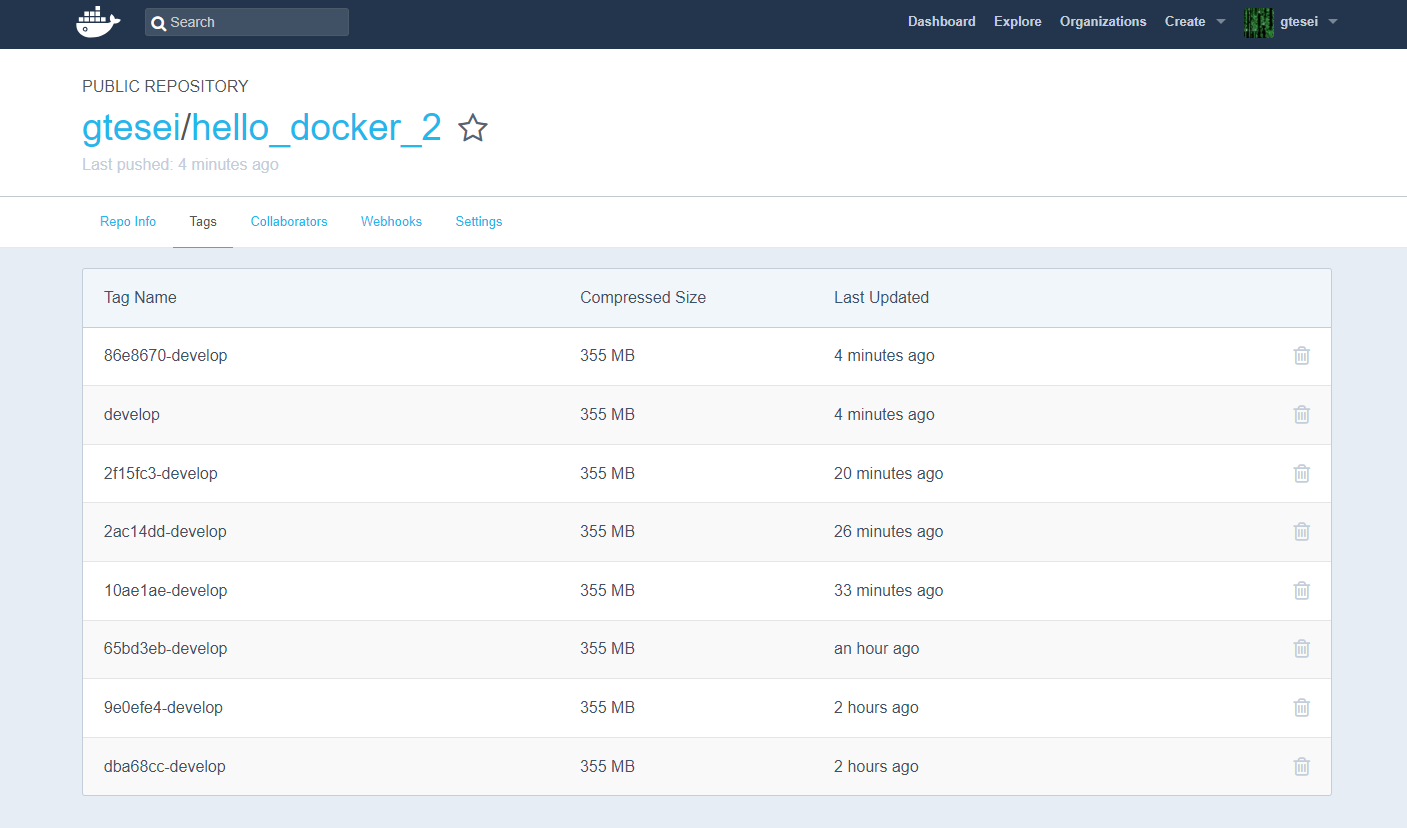 Search Dashboard Explore Organizations Create gtesei
PUBLIC REPOSITORY
gtesei/hello_docker_2
Last pushed: 4 minutes ago
Repo Info Tags Collaborators Webhooks Settings
Tag Name Compressed Size Last Updated
86e8670-develop 355 MB 4 minutes ago
develop 355 MB 4 minutes ago
2f15fc3-develop 355 MB 20 minutes ago
2ac14dd-develop 355 MB 26 minutes ago
10ae1ae-develop 355 MB 33 minutes ago
65bd3eb-develop 355 MB an hour ago
9e0efe4-develop 355 MB 2 hours ago
dba68cc-develop 355 MB 2 hours ago